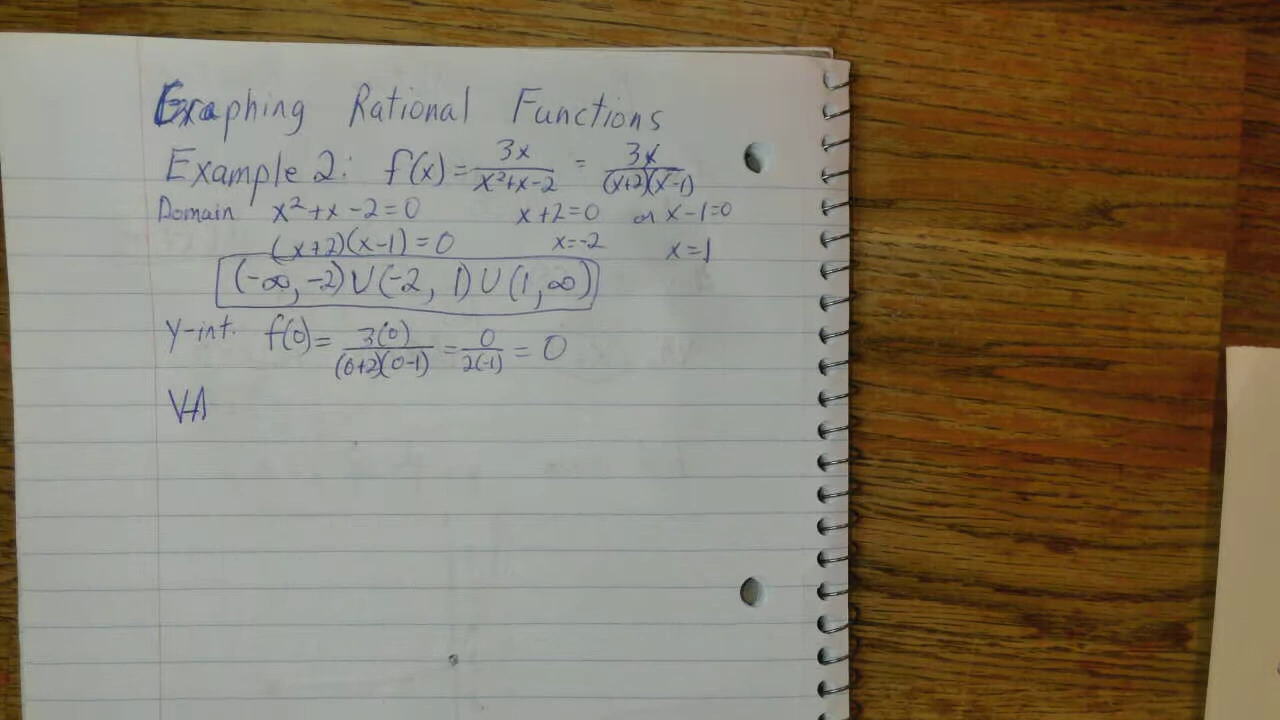 Graphing Rational Functions
Example 2: f(x) = 3x/(x²+x-2) = 3x/((x+2)(x-1))
Domain x²+x-2=0 x+2=0 or x-1=0
(x+2)(x-1)=0 x=-2 x=1
(-∞,-2)∪(-2,1)∪(1,∞)
Y-int. f(0)= 3(0)/((0+2)(0-1)) = 0/(2(-1)) = 0
VA